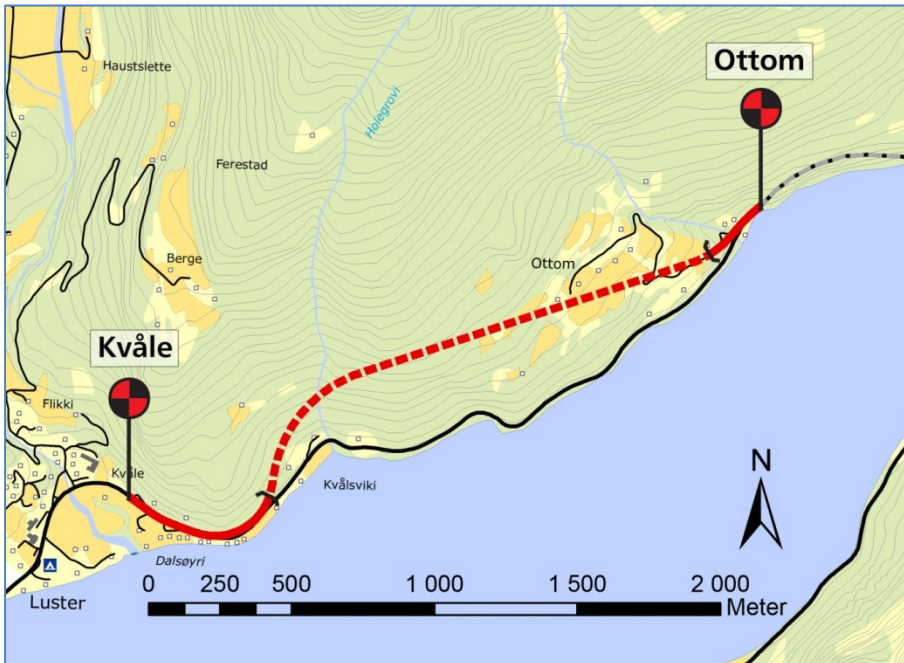 Haustslette
Holegrovi
Ottom
Ferestad
Berge
Ottom
Kvåle
Flikki
Kvåle
Kvålsviki
N
Dalsøyri
Luster
0 250 500 1 000 1 500 2 000
Meter